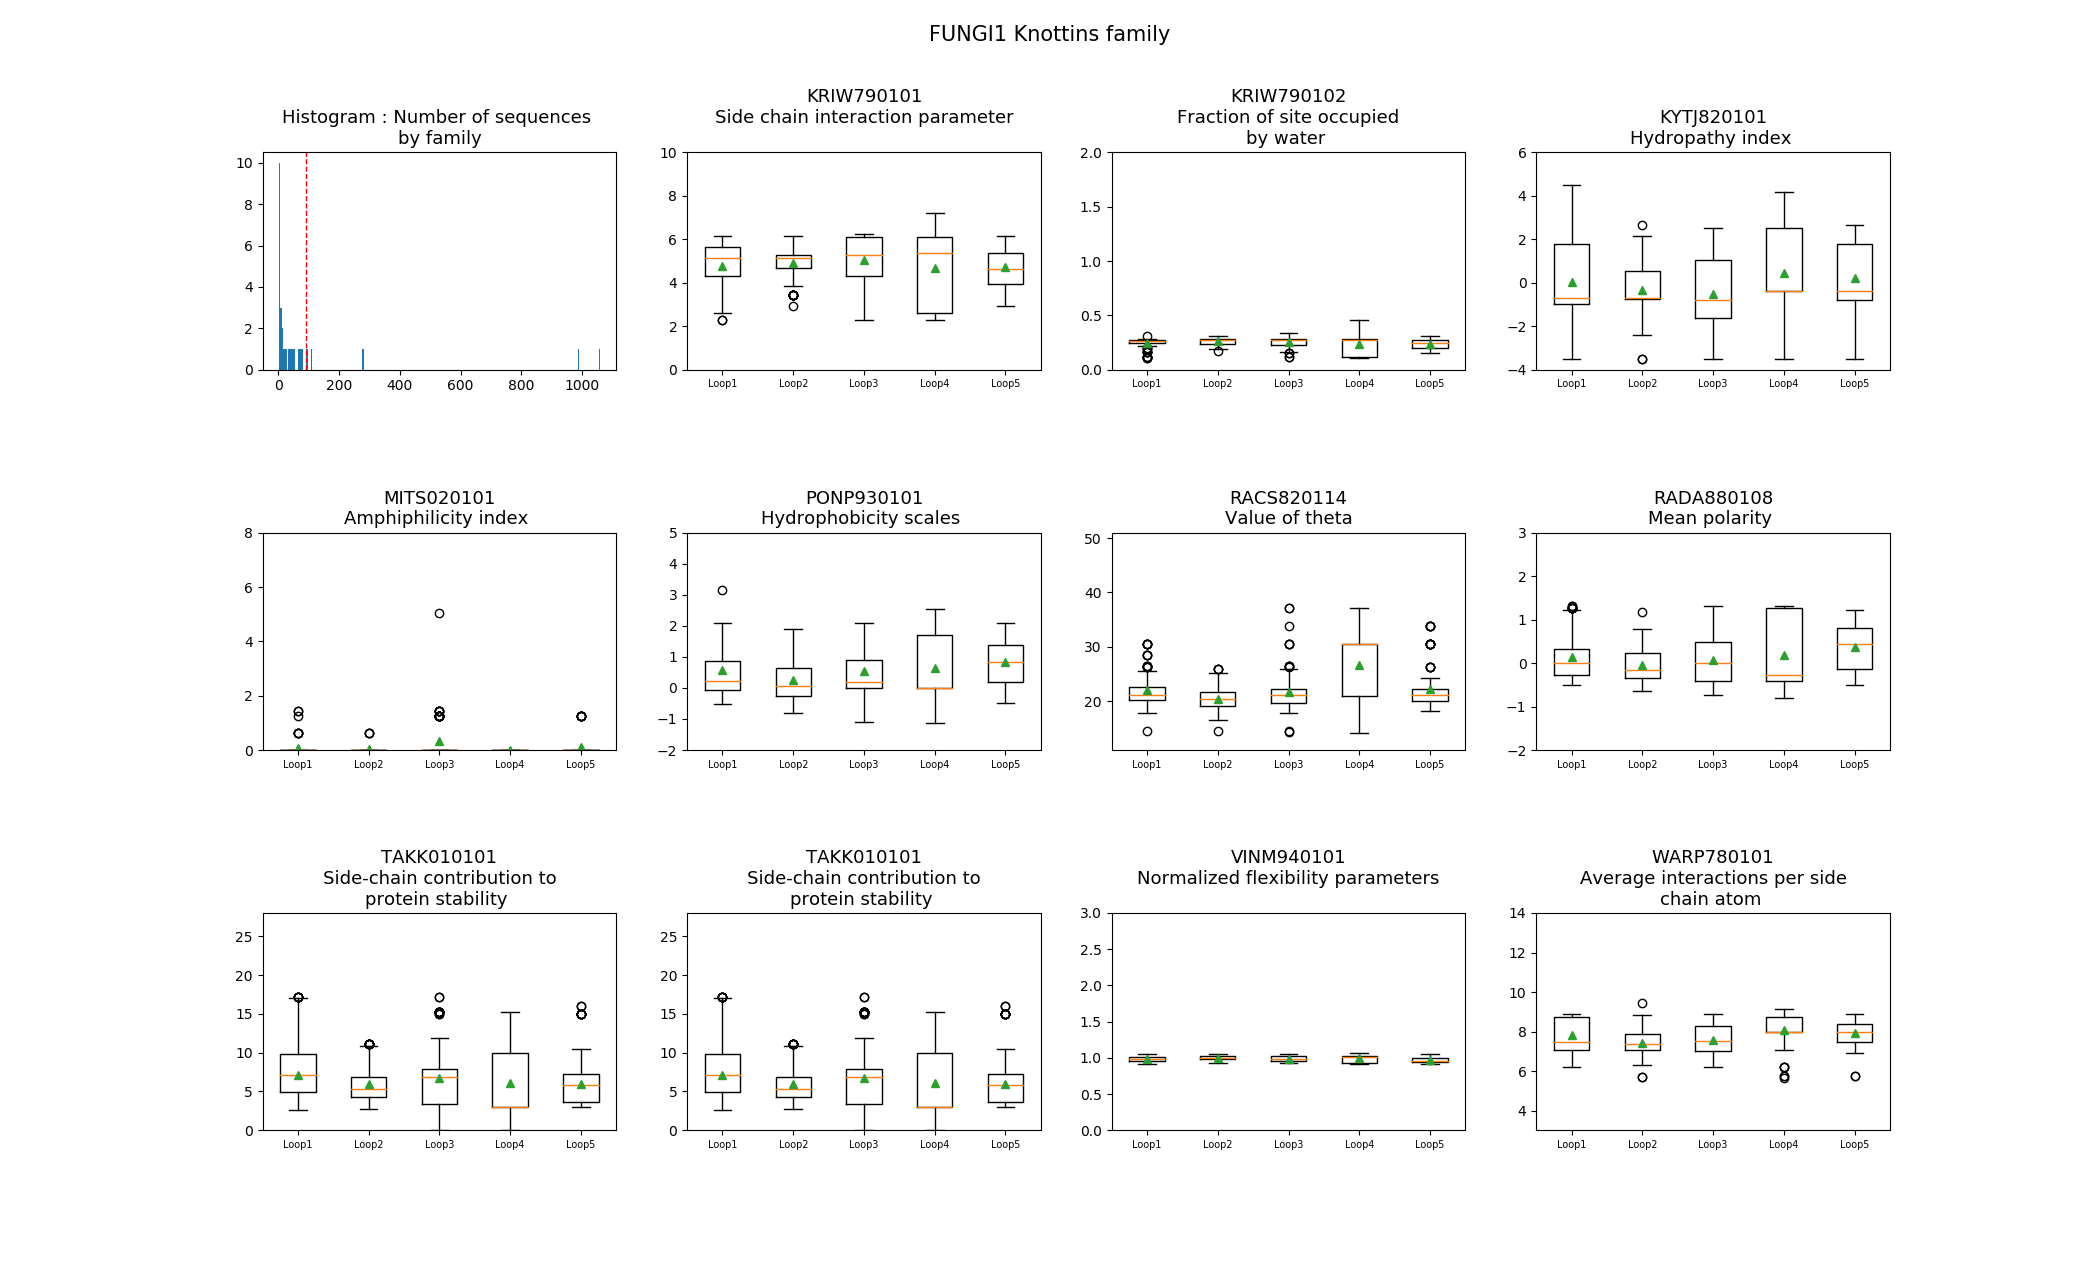 FUNGI1 Knottins family
Histogram : Number of sequences
by family
10
8
6
4
2
0
0 200 400 600 800 1000
KRIW790101
Side chain interaction parameter
10
8
6
4
2
0
Loop1 Loop2 Loop3 Loop4 Loop5
KRIW790102
Fraction of site occupied
by water
2.0
1.5
1.0
0.5
0.0
Loop1 Loop2 Loop3 Loop4 Loop5
KYTJ820101
Hydropathy index
6
4
2
0
−2
−4
Loop1 Loop2 Loop3 Loop4 Loop5
MITS020101
Amphiphilicity index
8
6
4
2
0
Loop1 Loop2 Loop3 Loop4 Loop5
PONP930101
Hydrophobicity scales
5
4
3
2
1
0
−1
−2
Loop1 Loop2 Loop3 Loop4 Loop5
RACS820114
Value of theta
50
40
30
20
Loop1 Loop2 Loop3 Loop4 Loop5
RADA880108
Mean polarity
3
2
1
0
−1
−2
Loop1 Loop2 Loop3 Loop4 Loop5
TAKK010101
Side-chain contribution to
protein stability
25
20
15
10
5
0
Loop1 Loop2 Loop3 Loop4 Loop5
TAKK010101
Side-chain contribution to
protein stability
25
20
15
10
5
0
Loop1 Loop2 Loop3 Loop4 Loop5
VINM940101
Normalized flexibility parameters
3.0
2.5
2.0
1.5
1.0
0.5
0.0
Loop1 Loop2 Loop3 Loop4 Loop5
WARP780101
Average interactions per side
chain atom
14
12
10
8
6
4
Loop1 Loop2 Loop3 Loop4 Loop5